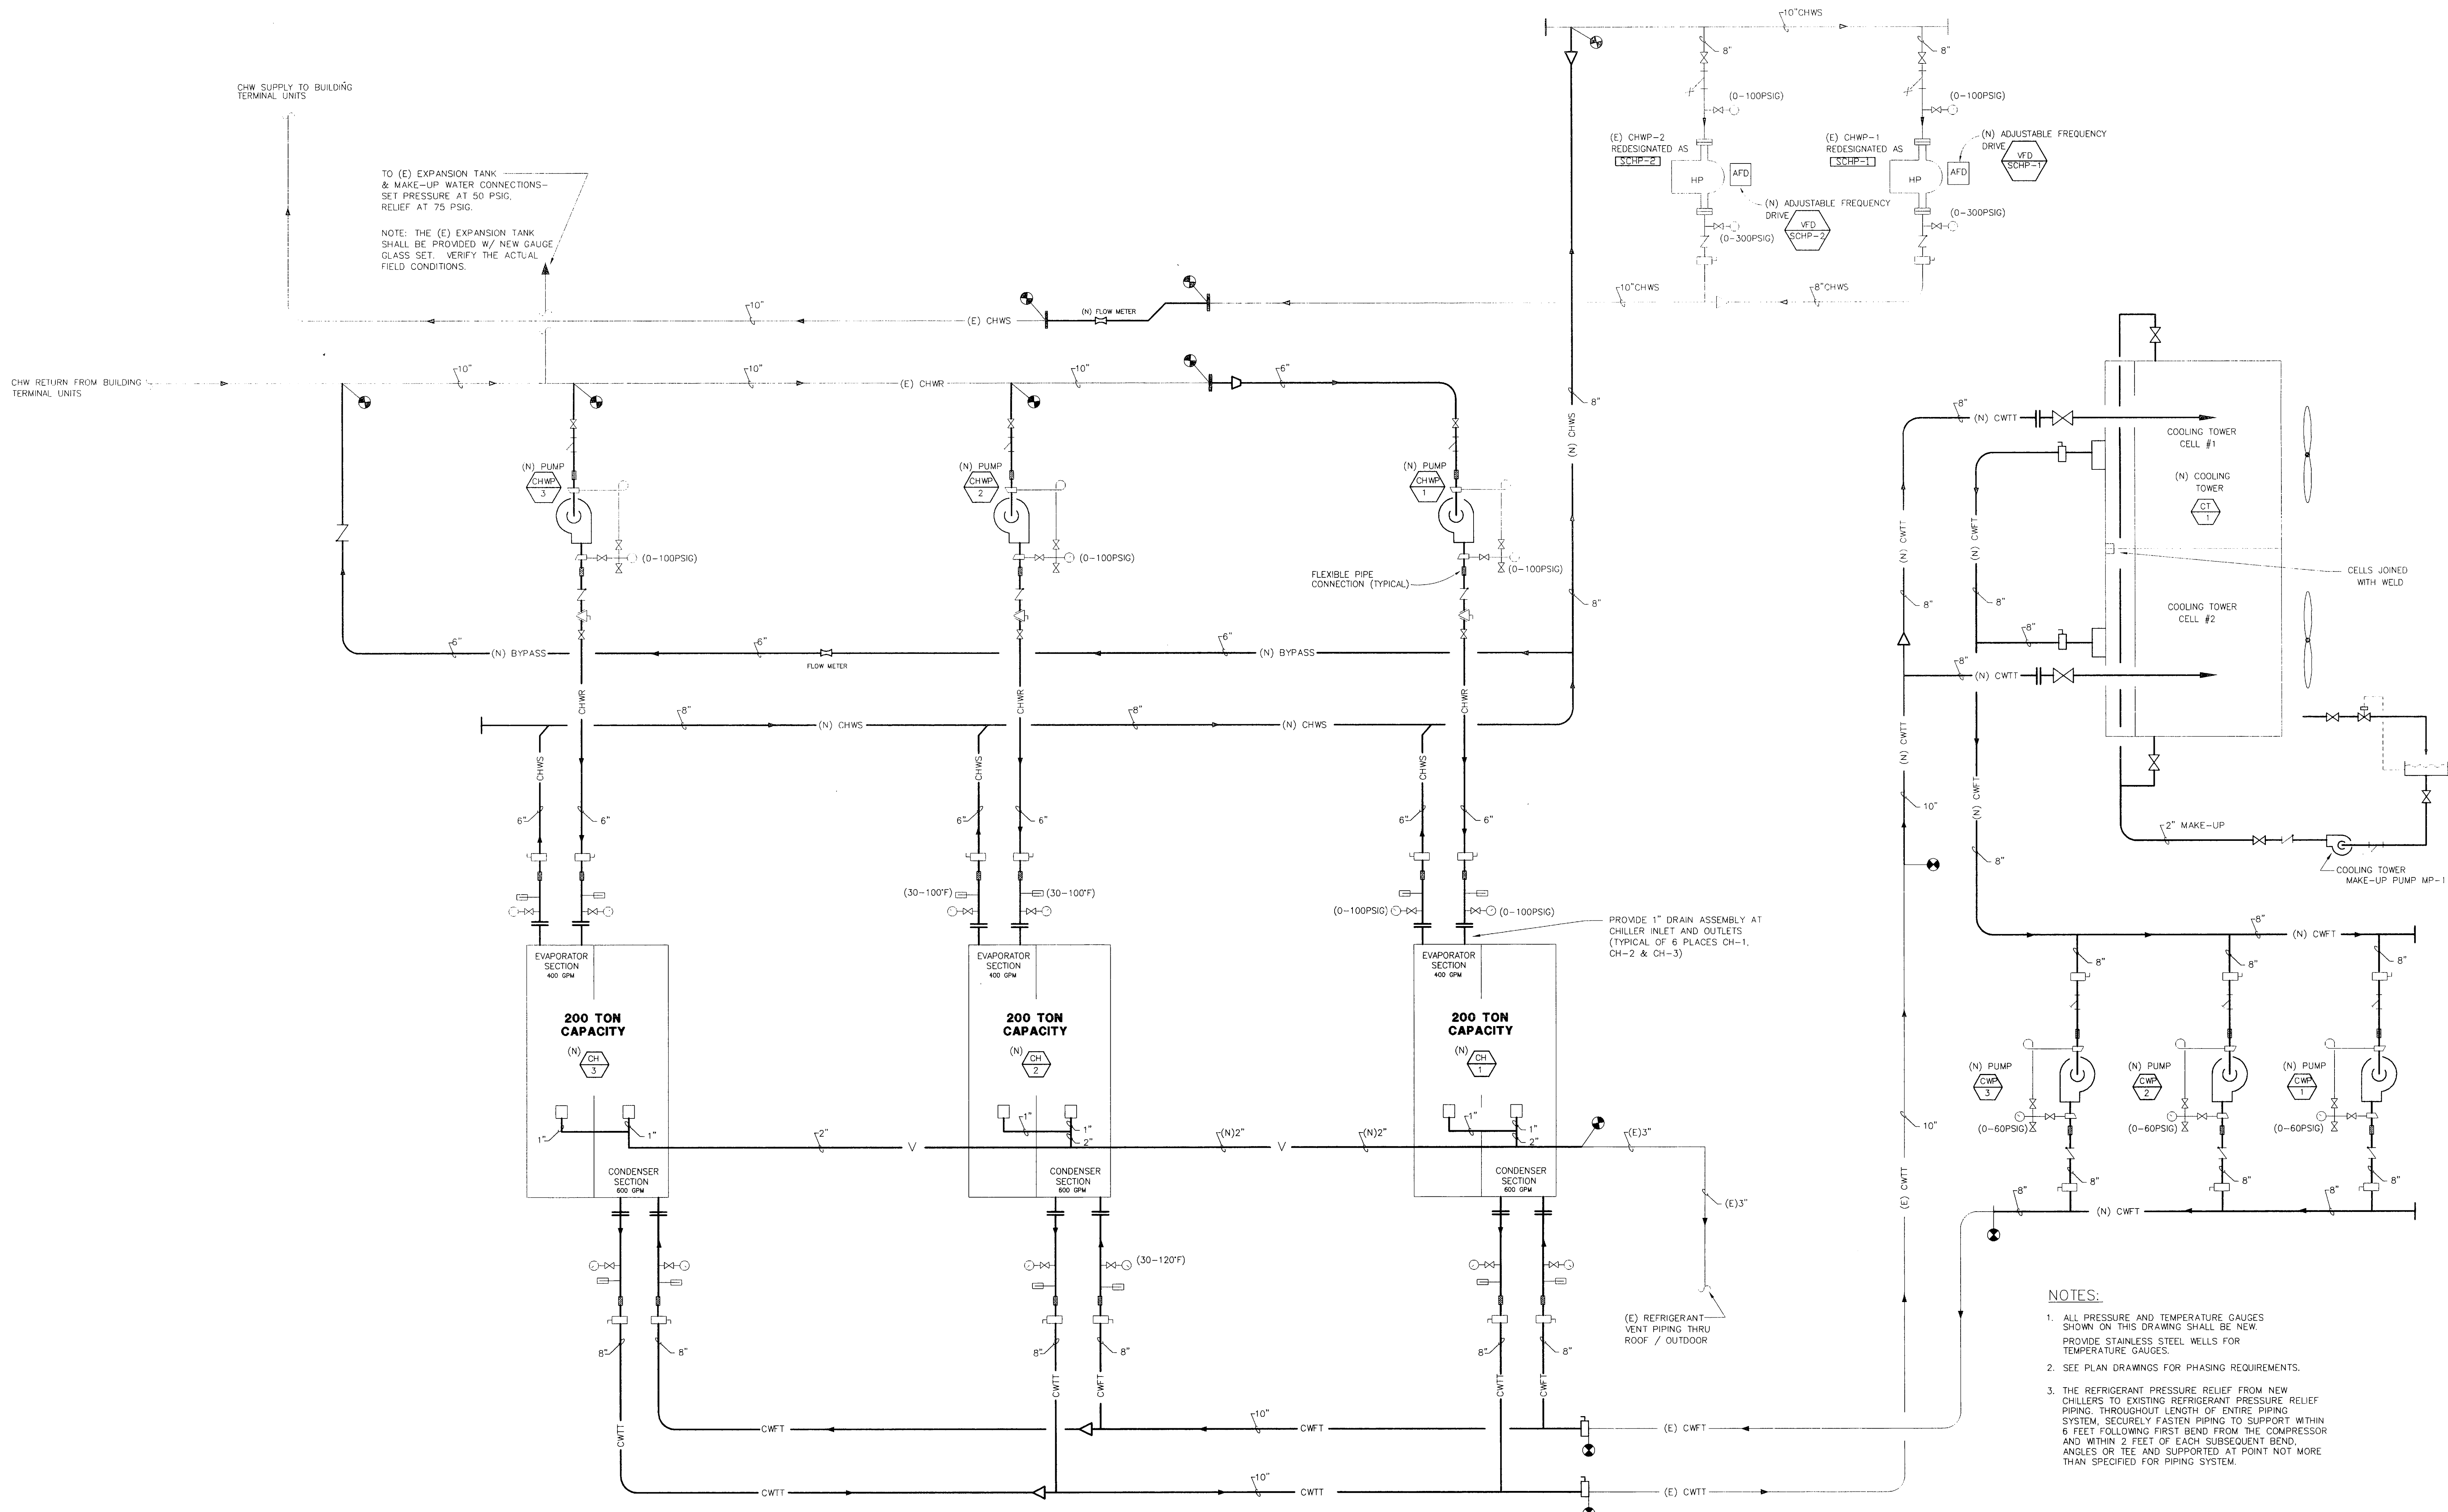 10"CHWS
8"
8"
CHW SUPPLY TO BUILDING
TERMINAL UNITS
(0-100PSIG)
(0-100PSIG)
(E) CHWP-2
REDESIGNATED AS
SCHP-2
HP
AFD
(E) CHWP-1
REDESIGNATED AS
SCHP-1
HP
AFD
(N) ADJUSTABLE FREQUENCY
DRIVE
VFD
SCHP-1
(N) ADJUSTABLE FREQUENCY
DRIVE
VFD
SCHP-2
(0-300PSIG)
(0-300PSIG)
TO (E) EXPANSION TANK
& MAKE-UP WATER CONNECTIONS-
SET PRESSURE AT 50 PSIG,
RELIEF AT 75 PSIG.
NOTE: THE (E) EXPANSION TANK
SHALL BE PROVIDED W/ NEW GAUGE
GLASS SET. VERIFY THE ACTUAL
FIELD CONDITIONS.
10"CHWS
8"CHWS
10"
(E) CHWS
(N) FLOW METER
CHW RETURN FROM BUILDING
TERMINAL UNITS
10"
10"
(E) CHWR
10"
6"
8"
(N) CHWS
8"
(N) PUMP
CHWP
3
(0-100PSIG)
(N) PUMP
CHWP
2
(0-100PSIG)
(N) PUMP
CHWP
1
(0-100PSIG)
FLEXIBLE PIPE
CONNECTION (TYPICAL)
6"
(N) BYPASS
6"
FLOW METER
6"
(N) BYPASS
CHWR
CHWR
CHWR
8"
(N) CHWS
8"
(N) CHWS
CHWS
CHWS
CHWS
6"
6"
6"
6"
6"
6"
(30-100°F)
(30-100°F)
(0-100PSIG)
(0-100PSIG)
PROVIDE 1" DRAIN ASSEMBLY AT
CHILLER INLET AND OUTLETS
(TYPICAL OF 6 PLACES CH-1,
CH-2 & CH-3)
EVAPORATOR
SECTION
400 GPM
200 TON
CAPACITY
(N)
CH
3
1"
1"
CONDENSER
SECTION
600 GPM
EVAPORATOR
SECTION
400 GPM
200 TON
CAPACITY
(N)
CH
2
1"
1"
2"
CONDENSER
SECTION
600 GPM
EVAPORATOR
SECTION
400 GPM
200 TON
CAPACITY
(N)
CH
1
1"
1"
2"
CONDENSER
SECTION
600 GPM
2"
V
(N)2"
V
(N)2"
(E)3"
(E)3"
(E) REFRIGERANT
VENT PIPING THRU
ROOF / OUTDOOR
(30-120°F)
8"
8"
8"
8"
8"
8"
CWTT
CWTT
CWFT
CWTT
CWFT
CWFT
10"
CWFT
(E) CWFT
CWTT
10"
CWTT
(E) CWTT
8"
(N) CWTT
COOLING TOWER
CELL #1
(N) COOLING
TOWER
CT
1
(N) CWTT
(N) CWFT
8"
8"
CELLS JOINED
WITH WELD
COOLING TOWER
CELL #2
8"
8"
(N) CWTT
(N) CWTT
(N) CWFT
10"
8"
2" MAKE-UP
COOLING TOWER
MAKE-UP PUMP MP-1
8"
(N) CWFT
8"
8"
8"
(N) PUMP
CWP
3
(0-60PSIG)
(N) PUMP
CWP
2
(0-60PSIG)
(N) PUMP
CWP
1
(0-60PSIG)
10"
(E) CWTT
8"
8"
8"
8"
(N) CWFT
8"
NOTES:
1. ALL PRESSURE AND TEMPERATURE GAUGES
SHOWN ON THIS DRAWING SHALL BE NEW.
PROVIDE STAINLESS STEEL WELLS FOR
TEMPERATURE GAUGES.
2. SEE PLAN DRAWINGS FOR PHASING REQUIREMENTS.
3. THE REFRIGERANT PRESSURE RELIEF FROM NEW
CHILLERS TO EXISTING REFRIGERANT PRESSURE RELIEF
PIPING. THROUGHOUT LENGTH OF ENTIRE PIPING
SYSTEM, SECURELY FASTEN PIPING TO SUPPORT WITHIN
6 FEET FOLLOWING FIRST BEND FROM THE COMPRESSOR
AND WITHIN 2 FEET OF EACH SUBSEQUENT BEND,
ANGLES OR TEE AND SUPPORTED AT POINT NOT MORE
THAN SPECIFIED FOR PIPING SYSTEM.